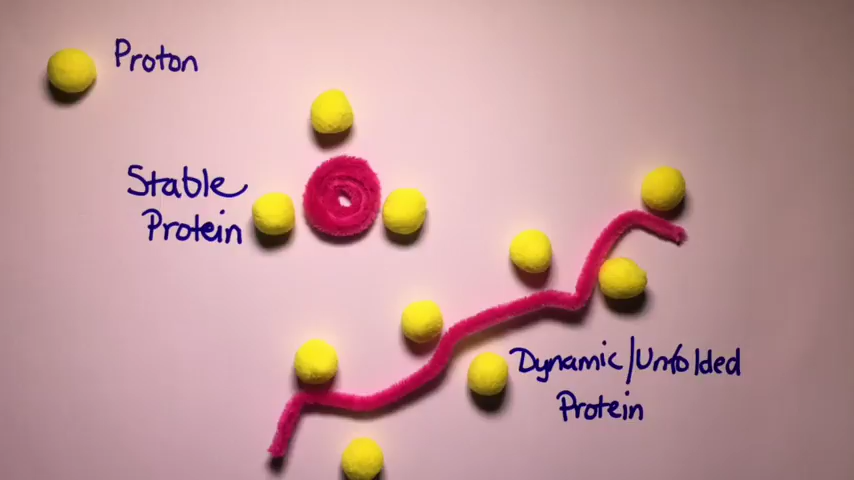 Proton
Stable
Protein
Dynamic/Unfolded
Protein